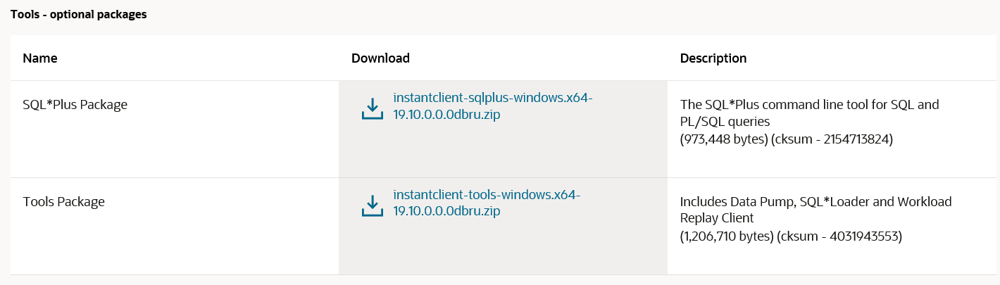 Tools - optional packages
Name
Download
Description
SQL*Plus Package
instantclient-sqlplus-windows.x64-
19.10.0.0.0dbru.zip
The SQL*Plus command line tool for SQL and
PL/SQL queries
(973,448 bytes) (cksum - 2154713824)
Tools Package
instantclient-tools-windows.x64-
19.10.0.0.0dbru.zip
Includes Data Pump, SQL*Loader and Workload
Replay Client
(1,206,710 bytes) (cksum - 4031943553)